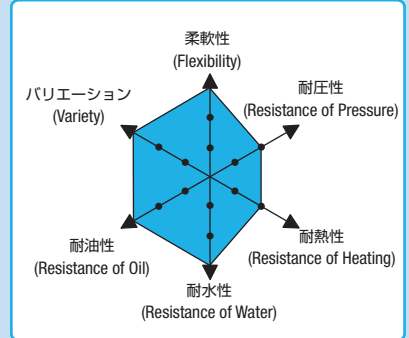 柔軟性
(Flexibility)
バリエーション
(Variety)
耐圧性
(Resistance of Pressure)
耐油性
(Resistance of Oil)
耐熱性
(Resistance of Heating)
耐水性
(Resistance of Water)